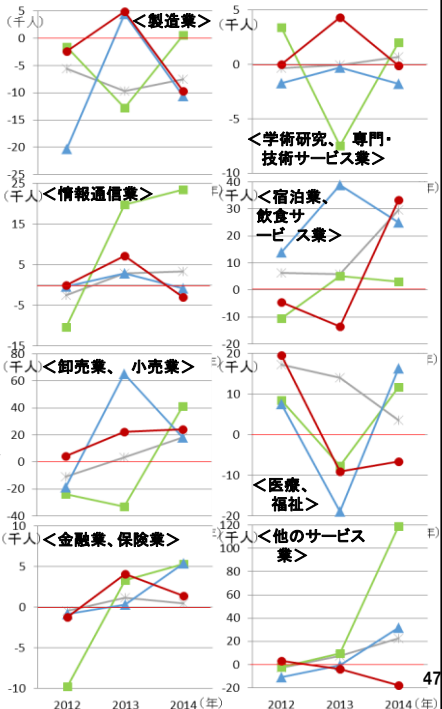 (千人)
<製造業>
5
0
-5
-10
-15
-20
-25
(千人)
5
0
-5
-10
<学術研究、 専門・
技術サービス業>
(千人)
<情報通信業>
25
15
5
-5
-15
年)
(千人)
<宿泊業、
飲食サ
ービス業>
40
30
20
10
0
-10
-20
(千人)
<卸売業、 小売業>
80
60
40
20
0
-20
-40
年)
(千人)
20
10
0
-10
-20
<医療、
福祉>
(千人)
<金融業、保険業>
10
5
0
-5
-10
2012 2013 2014 (年)
年)
(千人)
<他のサービス
業>
120
100
80
60
40
20
0
-20
2012 2013 2014 (年)
47